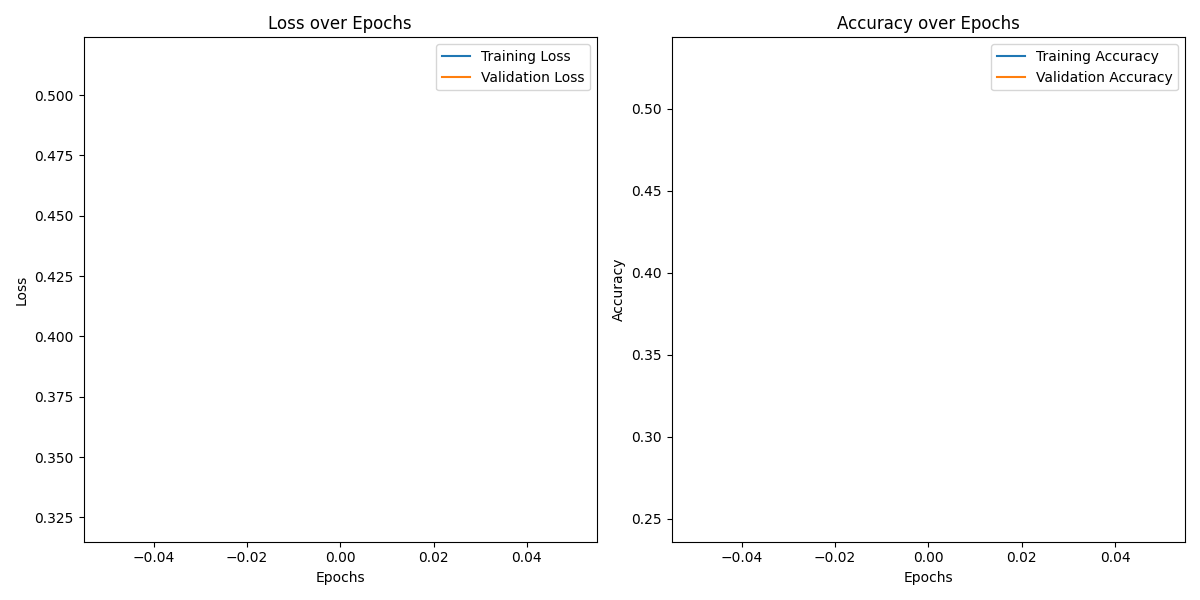 Loss over Epochs
Training Loss
Validation Loss
0.500
0.475
0.450
0.425
0.400
0.375
0.350
0.325
Loss
−0.04
−0.02
0.00
0.02
0.04
Epochs
Accuracy over Epochs
Training Accuracy
Validation Accuracy
0.50
0.45
0.40
0.35
0.30
0.25
Accuracy
−0.04
−0.02
0.00
0.02
0.04
Epochs